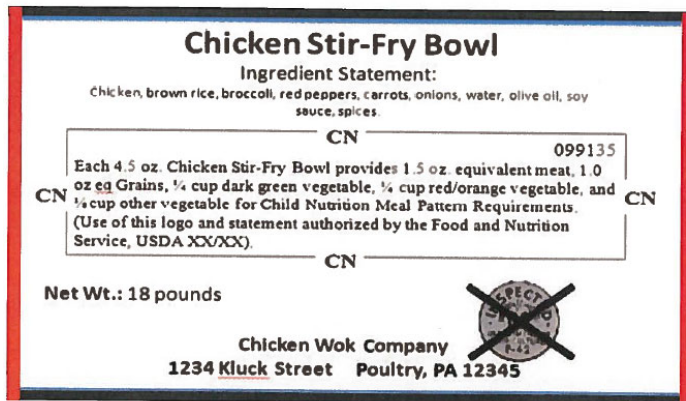 Chicken Stir-Fry Bowl
Ingredient Statement:
Chicken, brown rice, broccoli, red peppers, carrots, onions, water, olive oil, soy
sauce, spices.
CN
099135
Each 4.5 oz. Chicken Stir-Fry Bowl provides 1.5 oz. equivalent meat, 1.0
oz eq Grains, ¼ cup dark green vegetable, ¼ cup red/orange vegetable, and
CN CN
⅛ cup other vegetable for Child Nutrition Meal Pattern Requirements.
(Use of this logo and statement authorized by the Food and Nutrition
Service, USDA XX/XX).
CN
Net Wt.: 18 pounds
Chicken Wok Company
1234 Kluck Street Poultry, PA 12345